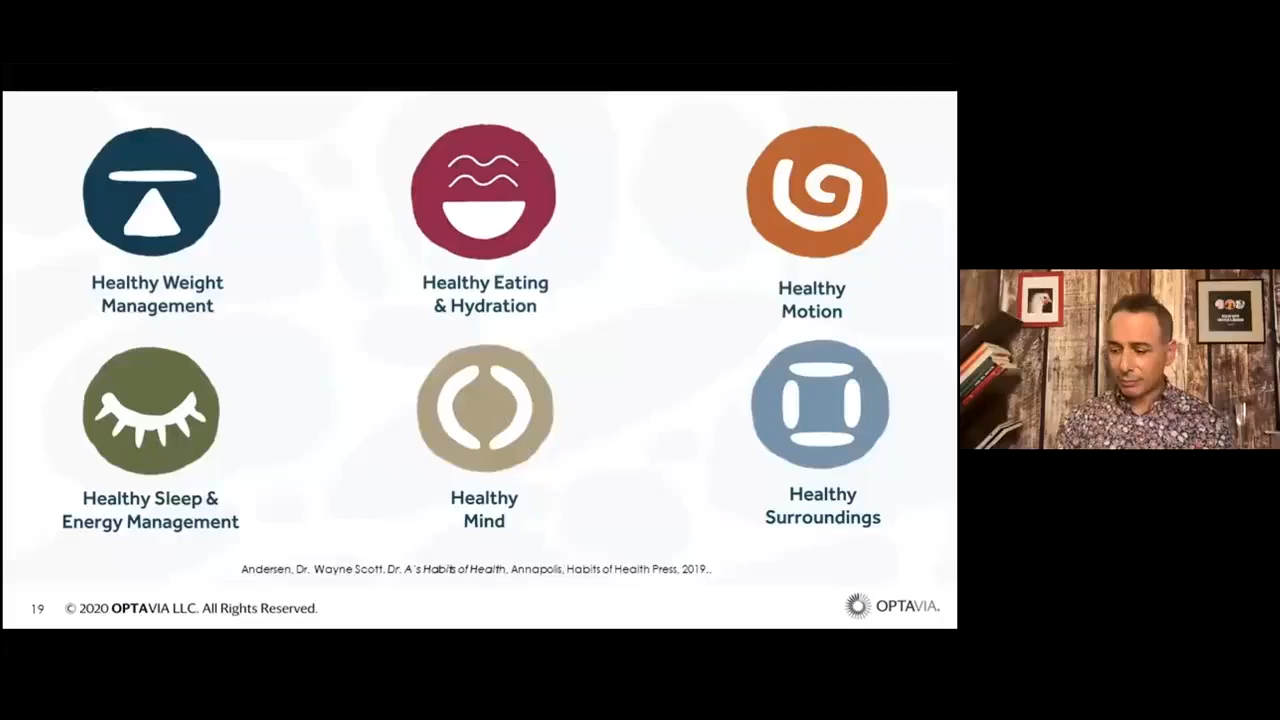 Healthy Weight
Management
Healthy Eating
& Hydration
Healthy
Motion
Healthy Sleep &
Energy Management
Healthy
Mind
Healthy
Surroundings
Andersen, Dr. Wayne Scott. Dr. A's Habits of Health, Annapolis, Habits of Health Press, 2019..
19 © 2020 OPTAVIA LLC. All Rights Reserved.
OPTAVIA.